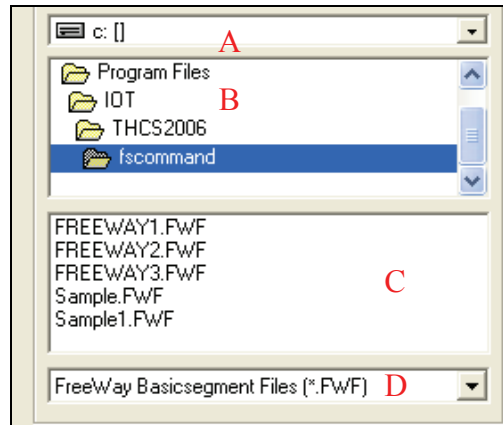 c: []
A
Program Files
IOT
B
THCS2006
fscommand
FREEWAY1.FWF
FREEWAY2.FWF
FREEWAY3.FWF
Sample.FWF
Sample1.FWF
C
FreeWay Basicsegment Files (*.FWF)
D